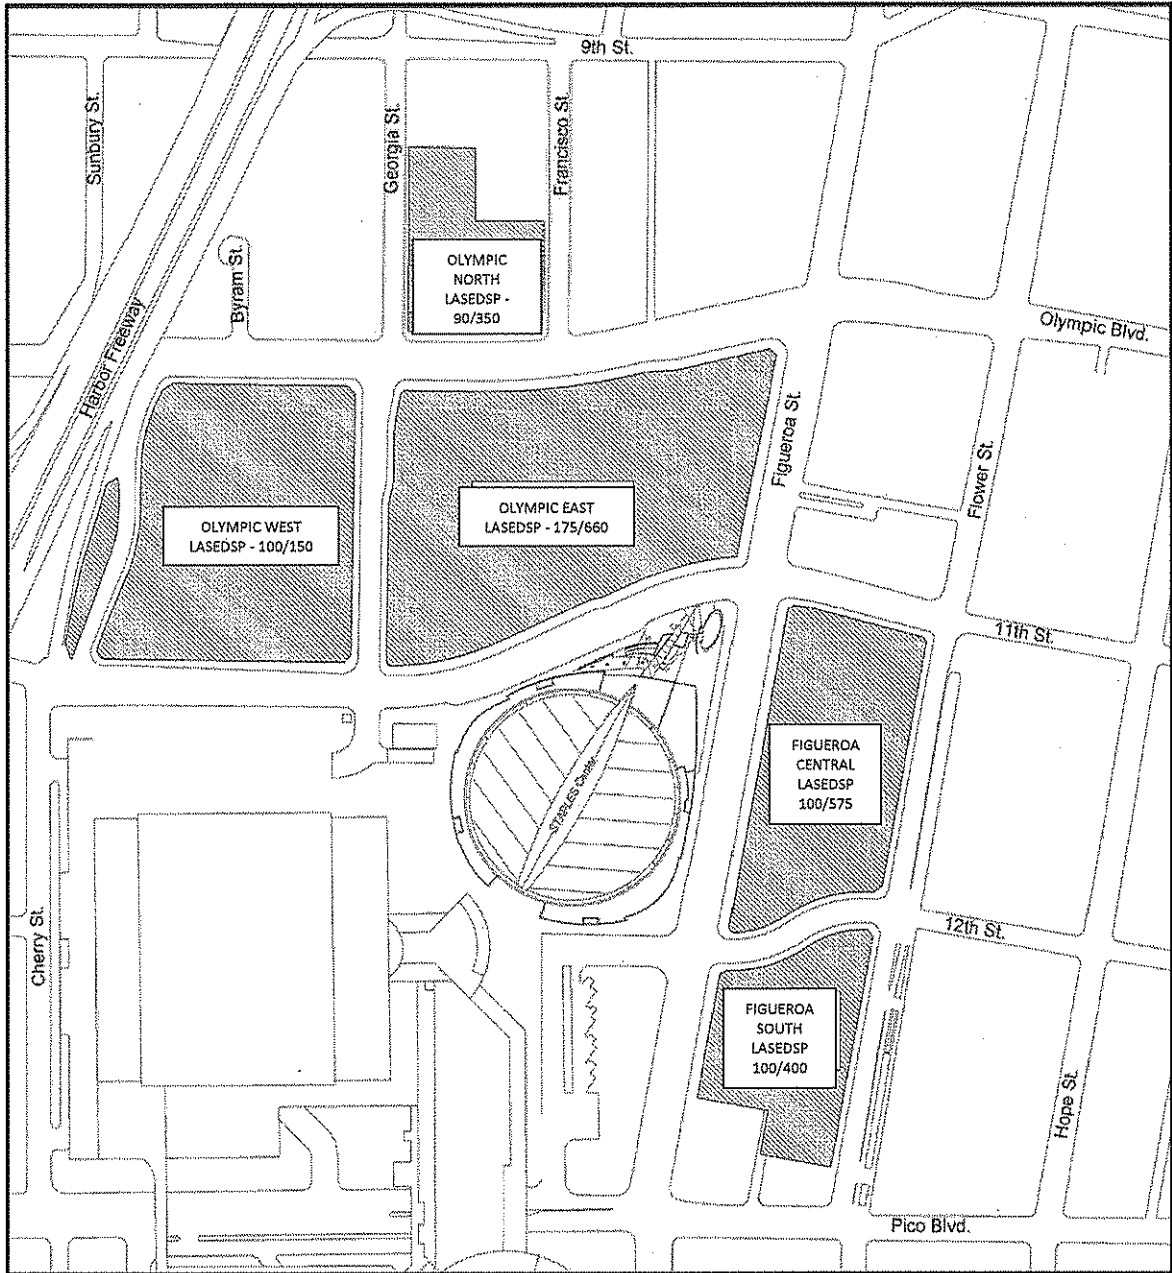 9th St.
Sunbury St.
Georgia St.
Francisco St.
Byram St.
OLYMPIC
NORTH
LASEDSP -
90/350
Harbor Freeway
Olympic Blvd.
Figueroa St.
Flower St.
OLYMPIC WEST
LASEDSP - 100/150
OLYMPIC EAST
LASEDSP - 175/660
11th St.
FIGUEROA
CENTRAL
LASEDSP
100/575
STAPLES Center
Cherry St.
12th St.
FIGUEROA
SOUTH
LASEDSP
100/400
Hope St.
Pico Blvd.